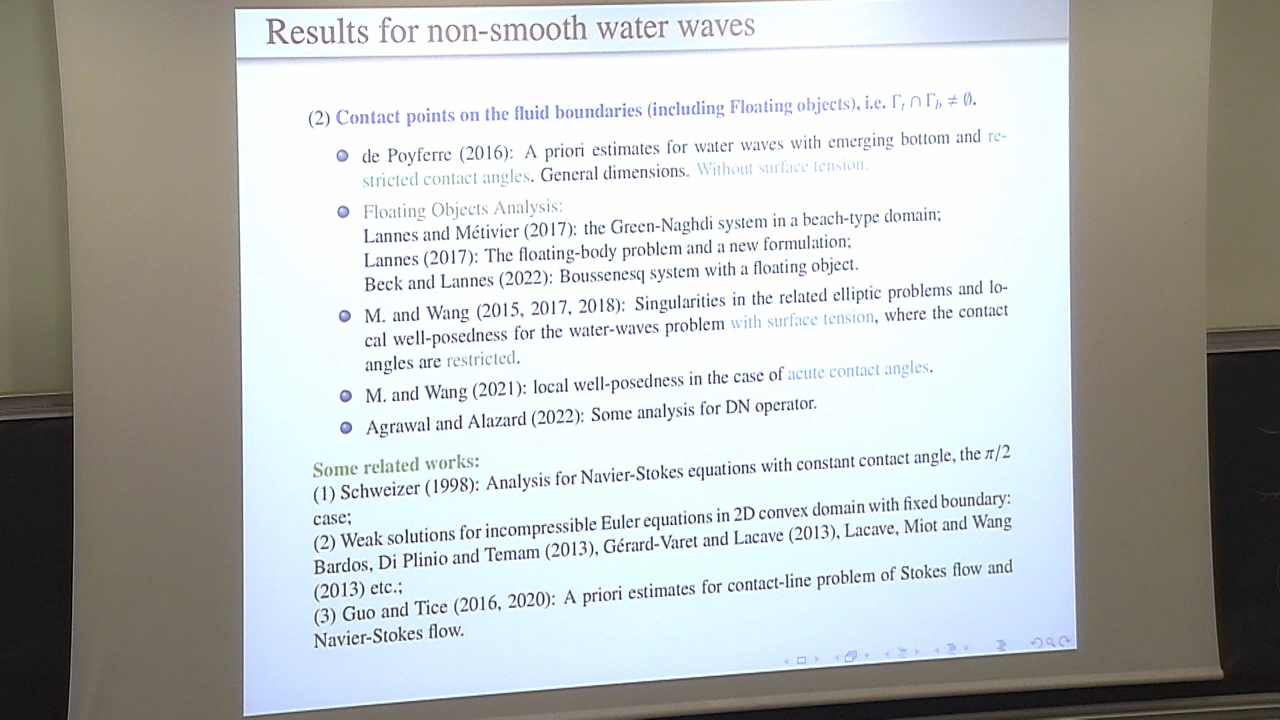 Results for non-smooth water waves
(2) Contact points on the fluid boundaries (including Floating objects), i.e. Γt ∩ Γb ≠ ∅.
de Poyferre (2016): A priori estimates for water waves with emerging bottom and re-
stricted contact angles. General dimensions. Without surface tension.
Floating Objects Analysis:
Lannes and Métivier (2017): the Green-Naghdi system in a beach-type domain;
Lannes (2017): The floating-body problem and a new formulation;
Beck and Lannes (2022): Boussenesq system with a floating object.
M. and Wang (2015, 2017, 2018): Singularities in the related elliptic problems and lo-
cal well-posedness for the water-waves problem with surface tension, where the contact
angles are restricted.
M. and Wang (2021): local well-posedness in the case of acute contact angles.
Agrawal and Alazard (2022): Some analysis for DN operator.
Some related works:
(1) Schweizer (1998): Analysis for Navier-Stokes equations with constant contact angle, the π/2
case;
(2) Weak solutions for incompressible Euler equations in 2D convex domain with fixed boundary:
Bardos, Di Plinio and Temam (2013), Gérard-Varet and Lacave (2013), Lacave, Miot and Wang
(2013) etc.;
(3) Guo and Tice (2016, 2020): A priori estimates for contact-line problem of Stokes flow and
Navier-Stokes flow.